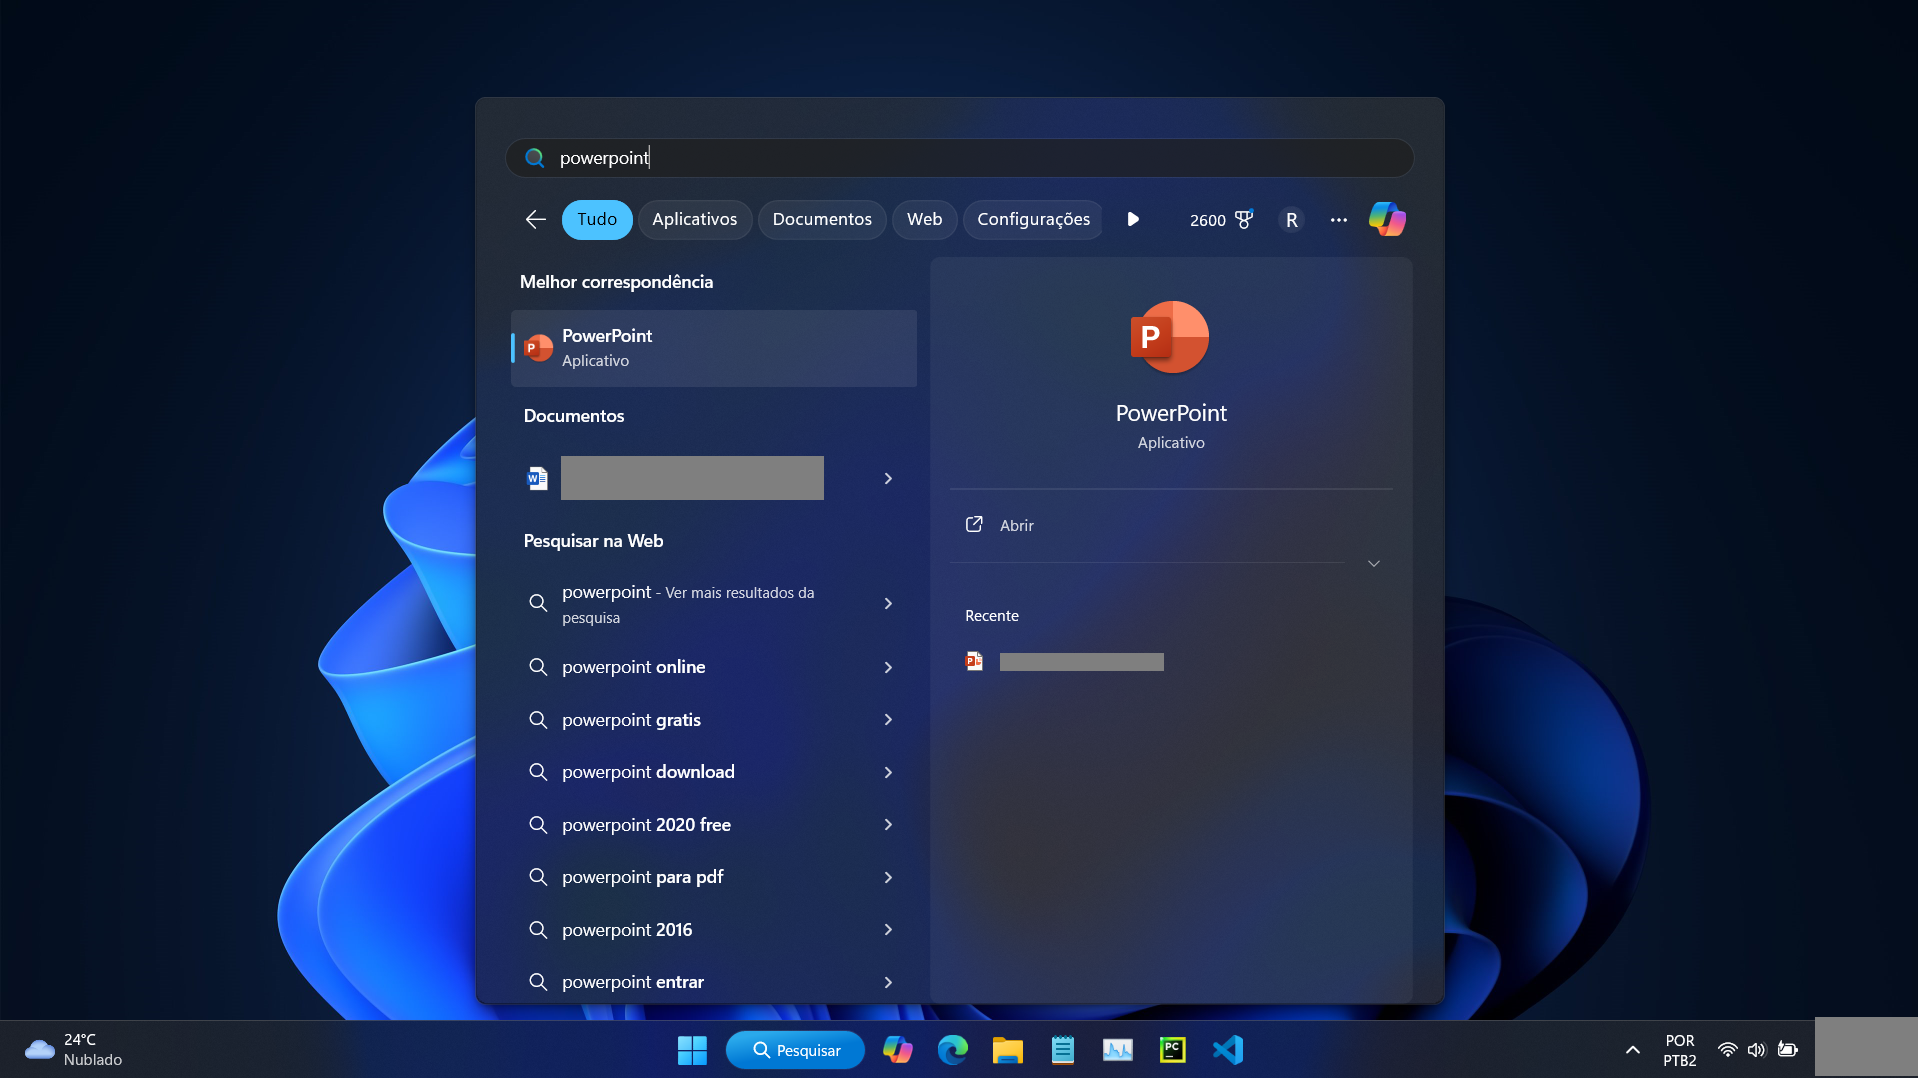 powerpoint
Tudo
Aplicativos
Documentos
Web
Configurações
2600
R
Melhor correspondência
PowerPoint
Aplicativo
Documentos
Pesquisar na Web
powerpoint - Ver mais resultados da
pesquisa
powerpoint online
powerpoint gratis
powerpoint download
powerpoint 2020 free
powerpoint para pdf
powerpoint 2016
powerpoint entrar
P
PowerPoint
Aplicativo
Abrir
Recente
24°C
Nublado
Pesquisar
PC
POR
PTB2